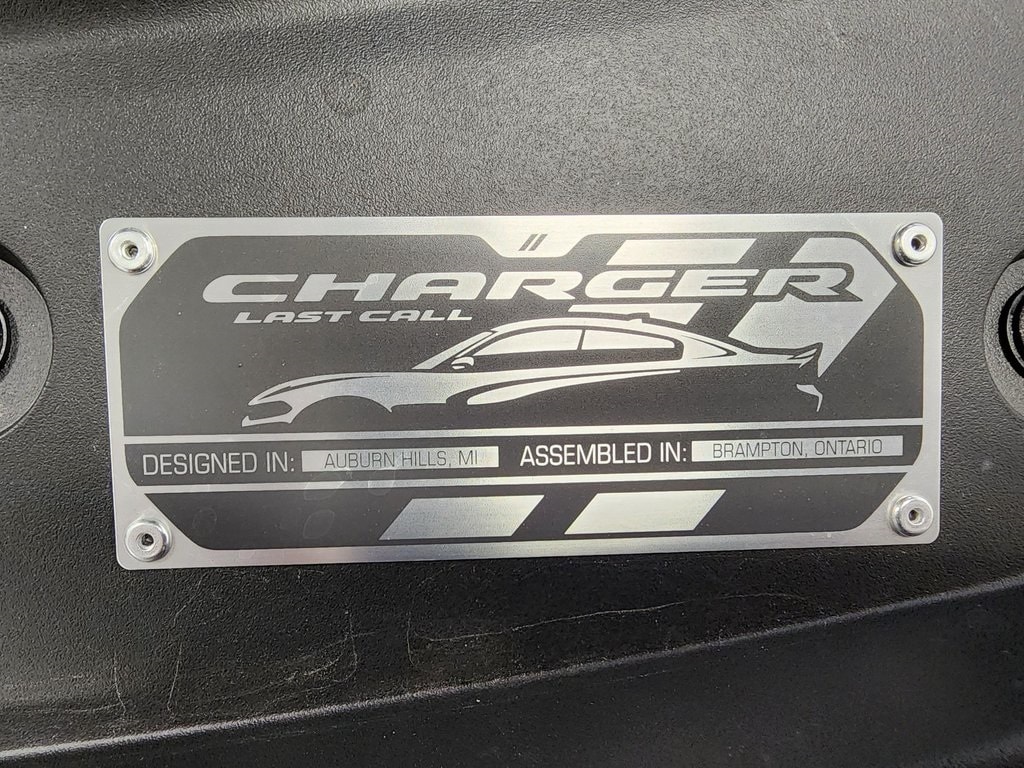 CHARGER
LAST CALL
DESIGNED IN: AUBURN HILLS, MI ASSEMBLED IN: BRAMPTON, ONTARIO